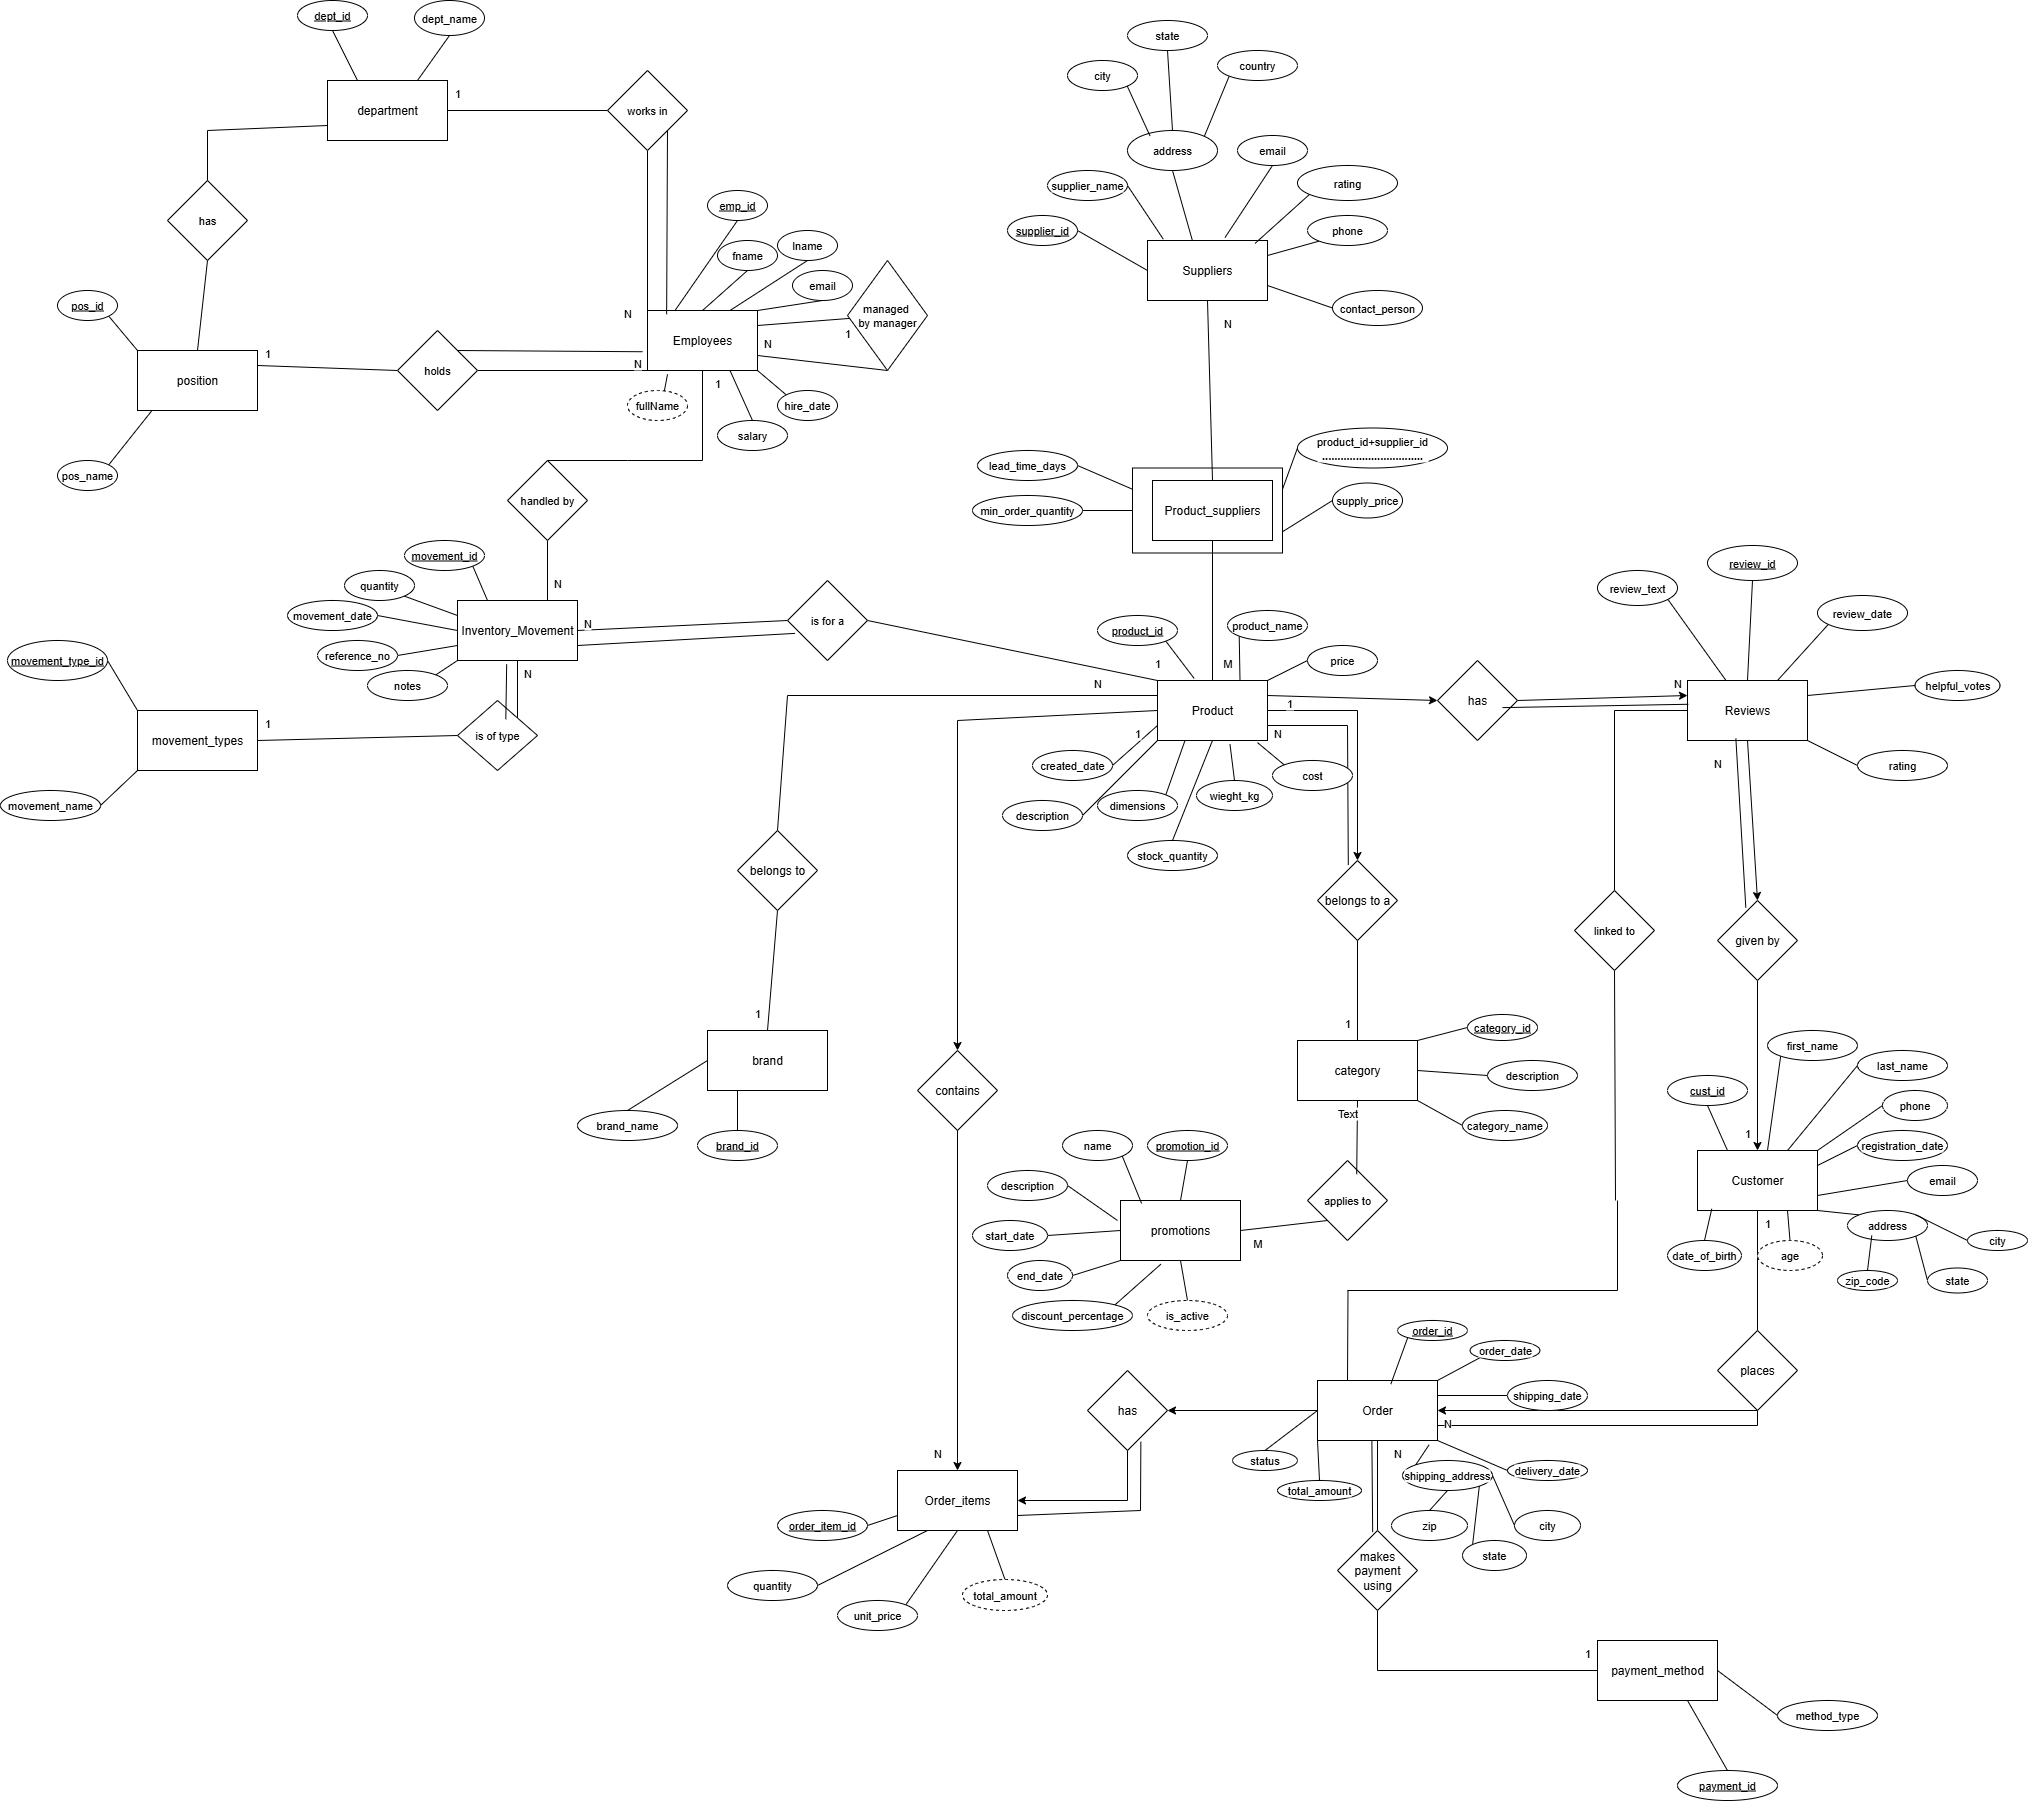 dept_id
dept_name
department
1
works in
has
emp_id
fname
lname
email
managed
by manager
1
N
N
Employees
pos_id
position
1
holds
N
fullName
1
hire_date
salary
pos_name
handled by
N
state
city
country
address
email
supplier_name
rating
supplier_id
phone
Suppliers
contact_person
N
product_id+supplier_id
lead_time_days
min_order_quantity
Product_suppliers
supply_price
movement_id
quantity
movement_date
Inventory_Movement
reference_no
notes
N
N
is for a
movement_type_id
movement_types
1
is of type
movement_name
product_id
product_name
price
1
M
N
Product
1
N
1
created_date
description
dimensions
wieght_kg
cost
stock_quantity
has
N
review_id
review_text
review_date
helpful_votes
Reviews
rating
N
belongs to
belongs to a
linked to
given by
1
brand
brand_name
brand_id
contains
1
category_id
category
description
Text
category_name
first_name
last_name
cust_id
phone
1
registration_date
Customer
email
1
address
city
date_of_birth
age
zip_code
state
name
promotion_id
description
start_date
promotions
end_date
discount_percentage
is_active
applies to
M
order_id
order_date
shipping_date
places
has
Order
N
status
N
shipping_address
delivery_date
total_amount
zip
city
state
N
Order_items
order_item_id
quantity
unit_price
total_amount
makes
payment
using
1
payment_method
method_type
payment_id